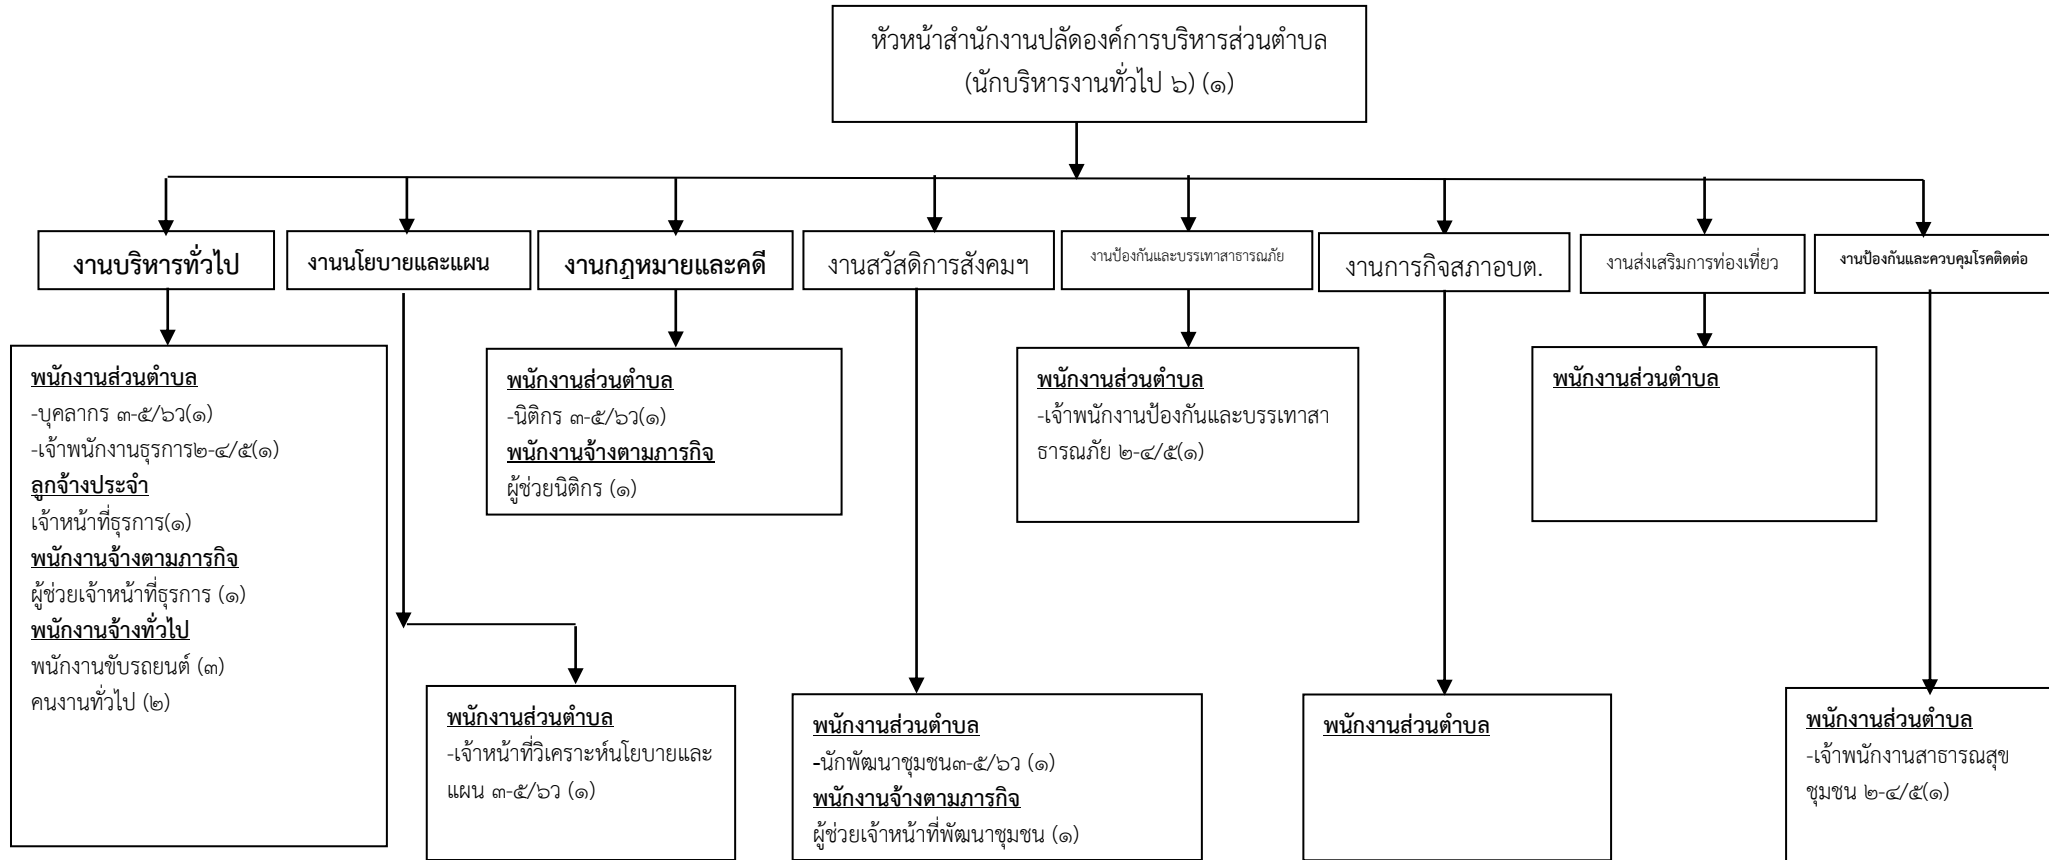 หัวหน้าสำนักงานปลัดองค์การบริหารส่วนตำบล
(นักบริหารงานทั่วไป ๖) (๑)
งานบริหารทั่วไป
งานนโยบายและแผน
งานกฎหมายและคดี
งานสวัสดิการสังคมฯ
งานป้องกันและบรรเทาสาธารณภัย
งานการกิจสภาอบต.
งานส่งเสริมการท่องเที่ยว
งานป้องกันและควบคุมโรคติดต่อ
พนักงานส่วนตำบล
-บุคลากร ๓-๕/๖ว(๑)
-เจ้าพนักงานธุรการ๒-๔/๕(๑)
ลูกจ้างประจำ
เจ้าหน้าที่ธุรการ(๑)
พนักงานจ้างตามภารกิจ
ผู้ช่วยเจ้าหน้าที่ธุรการ (๑)
พนักงานจ้างทั่วไป
พนักงานขับรถยนต์ (๓)
คนงานทั่วไป (๒)
พนักงานส่วนตำบล
-นิติกร ๓-๕/๖ว(๑)
พนักงานจ้างตามภารกิจ
ผู้ช่วยนิติกร (๑)
พนักงานส่วนตำบล
-เจ้าพนักงานป้องกันและบรรเทาสา
ธารณภัย ๒-๔/๕(๑)
พนักงานส่วนตำบล
พนักงานส่วนตำบล
-เจ้าหน้าที่วิเคราะห์นโยบายและ
แผน ๓-๕/๖ว (๑)
พนักงานส่วนตำบล
-นักพัฒนาชุมชน๓-๕/๖ว (๑)
พนักงานจ้างตามภารกิจ
ผู้ช่วยเจ้าหน้าที่พัฒนาชุมชน (๑)
พนักงานส่วนตำบล
พนักงานส่วนตำบล
-เจ้าพนักงานสาธารณสุข
ชุมชน ๒-๔/๕(๑)